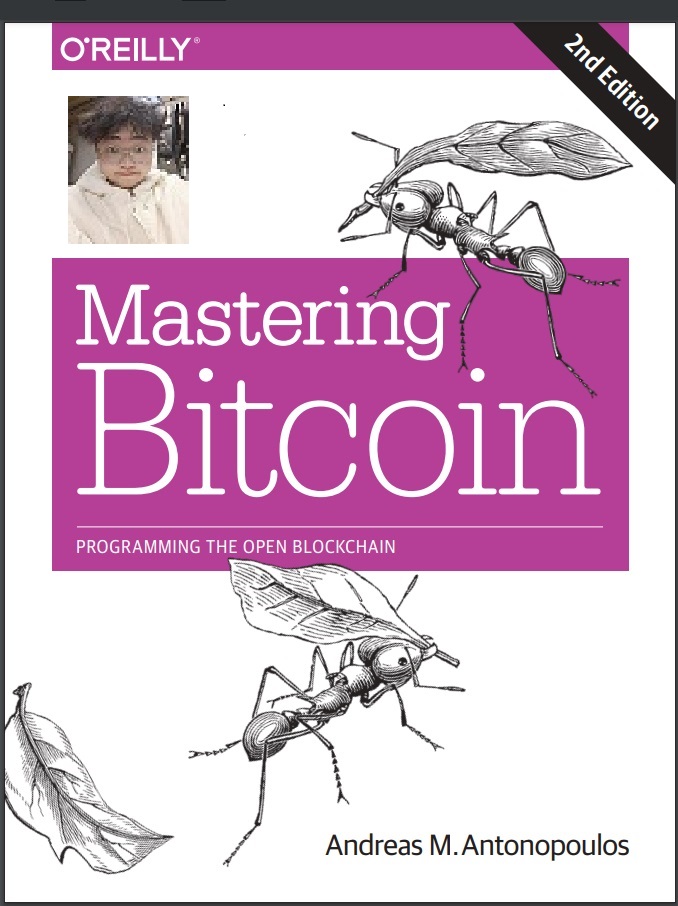 O'REILLY®
2nd Edition
Mastering
Bitcoin
PROGRAMMING THE OPEN BLOCKCHAIN
Andreas M. Antonopoulos